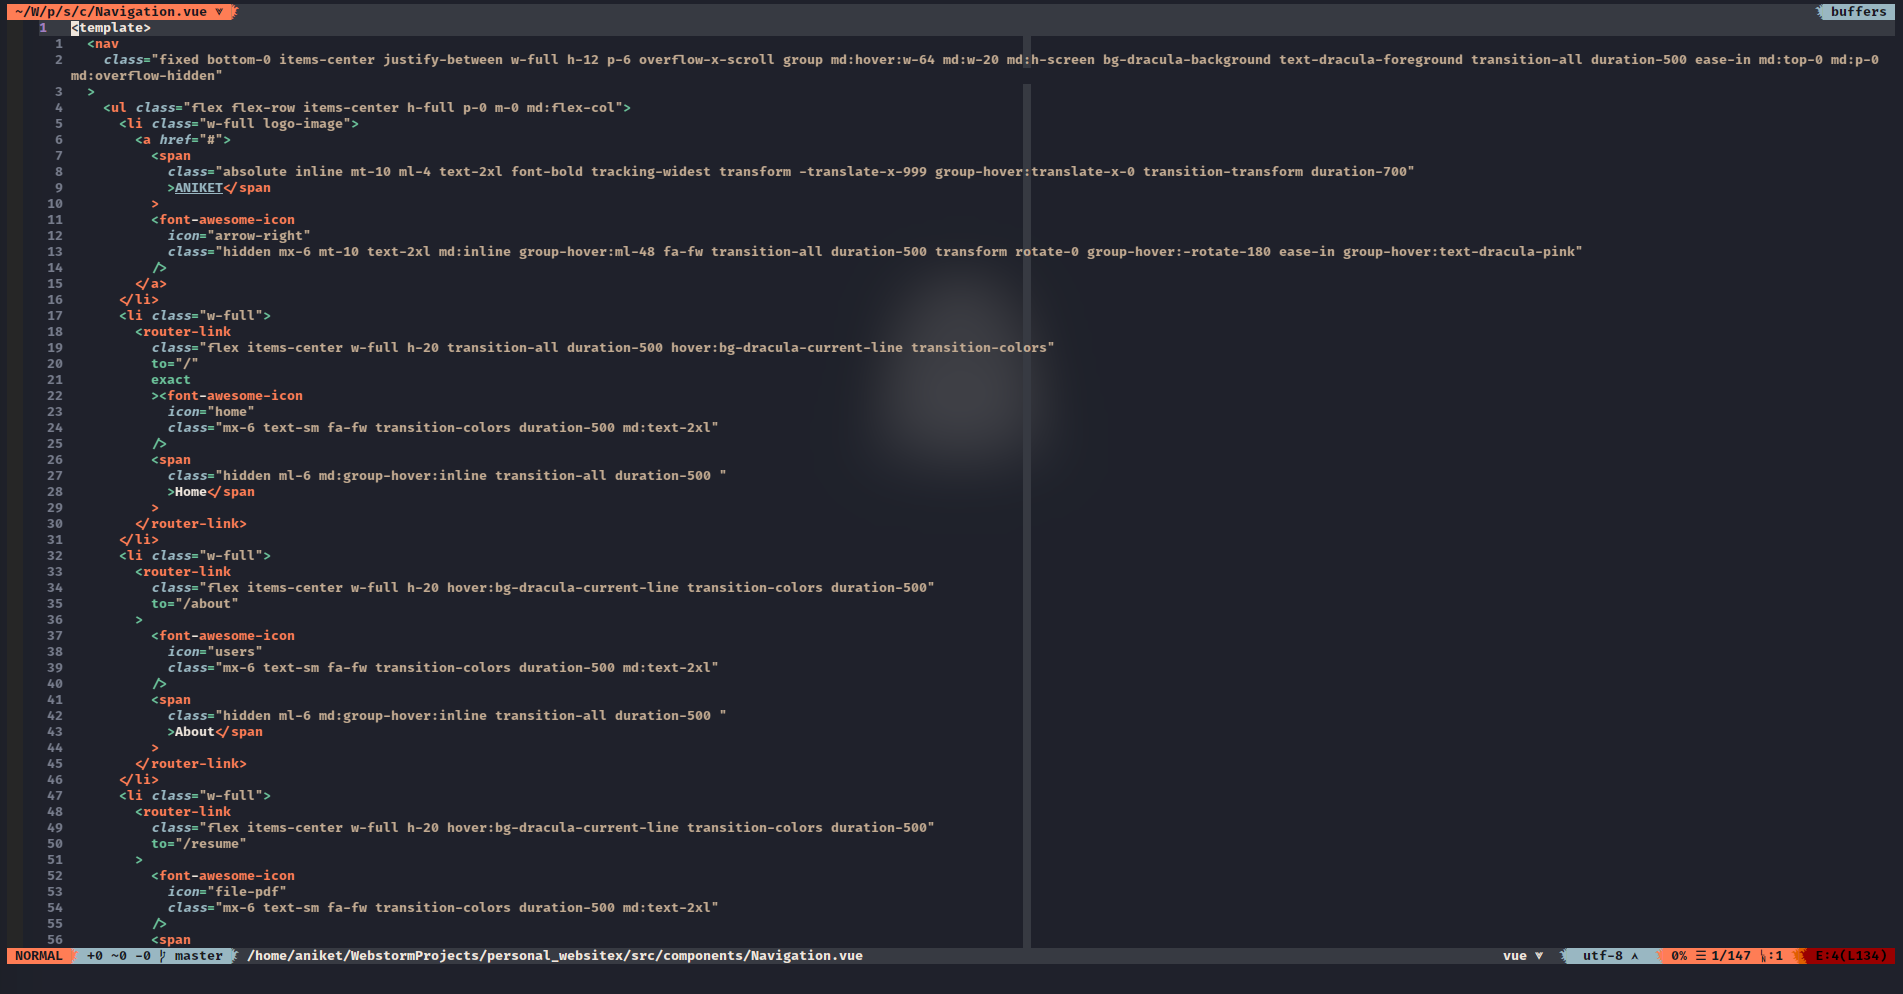 ~/W/p/s/c/Navigation.vue buffers
1 <template>
1 <nav
2 class="fixed bottom-0 items-center justify-between w-full h-12 p-6 overflow-x-scroll group md:hover:w-64 md:w-20 md:h-screen bg-dracula-background text-dracula-foreground transition-all duration-500 ease-in md:top-0 md:p-0
md:overflow-hidden"
3 >
4 <ul class="flex flex-row items-center h-full p-0 m-0 md:flex-col">
5 <li class="w-full logo-image">
6 <a href="#">
7 <span
8 class="absolute inline mt-10 ml-4 text-2xl font-bold tracking-widest transform -translate-x-999 group-hover:translate-x-0 transition-transform duration-700"
9 >ANIKET</span
10 >
11 <font-awesome-icon
12 icon="arrow-right"
13 class="hidden mx-6 mt-10 text-2xl md:inline group-hover:ml-48 fa-fw transition-all duration-500 transform rotate-0 group-hover:-rotate-180 ease-in group-hover:text-dracula-pink"
14 />
15 </a>
16 </li>
17 <li class="w-full">
18 <router-link
19 class="flex items-center w-full h-20 transition-all duration-500 hover:bg-dracula-current-line transition-colors"
20 to="/"
21 exact
22 ><font-awesome-icon
23 icon="home"
24 class="mx-6 text-sm fa-fw transition-colors duration-500 md:text-2xl"
25 />
26 <span
27 class="hidden ml-6 md:group-hover:inline transition-all duration-500 "
28 >Home</span
29 >
30 </router-link>
31 </li>
32 <li class="w-full">
33 <router-link
34 class="flex items-center w-full h-20 hover:bg-dracula-current-line transition-colors duration-500"
35 to="/about"
36 >
37 <font-awesome-icon
38 icon="users"
39 class="mx-6 text-sm fa-fw transition-colors duration-500 md:text-2xl"
40 />
41 <span
42 class="hidden ml-6 md:group-hover:inline transition-all duration-500 "
43 >About</span
44 >
45 </router-link>
46 </li>
47 <li class="w-full">
48 <router-link
49 class="flex items-center w-full h-20 hover:bg-dracula-current-line transition-colors duration-500"
50 to="/resume"
51 >
52 <font-awesome-icon
53 icon="file-pdf"
54 class="mx-6 text-sm fa-fw transition-colors duration-500 md:text-2xl"
55 />
56 <span
NORMAL +0 ~0 -0 master /home/aniket/WebstormProjects/personal_websitex/src/components/Navigation.vue vue utf-8 0% ☰ 1/147 :1 E:4(L134)